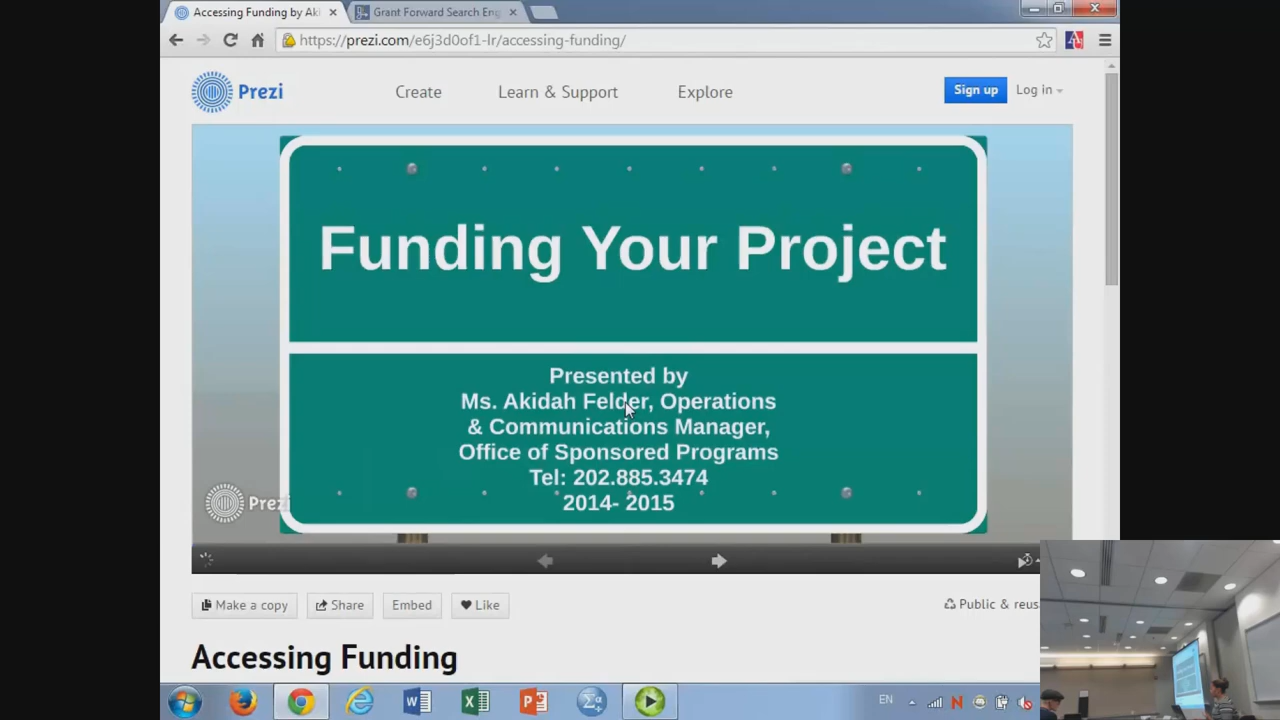 Accessing Funding by Aki
Grant Forward Search Eng
https://prezi.com/e6j3d0of1-lr/accessing-funding/
Prezi
Create
Learn & Support
Explore
Sign up
Log in
Funding Your Project
Presented by
Ms. Akidah Felder, Operations
& Communications Manager,
Office of Sponsored Programs
Tel: 202.885.3474
2014- 2015
Prezi
Make a copy
Share
Embed
Like
Public & reus
Accessing Funding
EN